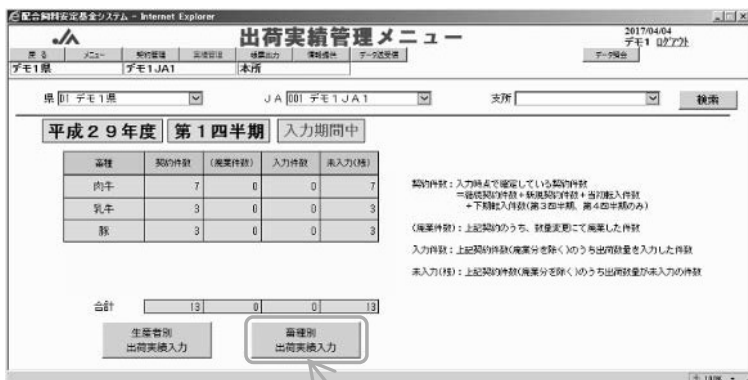 配合飼料安定基金システム - Internet Explorer
JA
出荷実績管理メニュー
2017/04/04
デモ1 ログアウト
戻る メニュー 契約管理 実績管理 帳票出力 情報提供 データ送受信 データ照会
デモ1県 デモ1JA1 本所
県 01 デモ1県 JA 001 デモ1JA1 支所 検索
平成29年度 第1四半期 入力期間中
畜種 契約件数 (廃業件数) 入力件数 未入力(残)
肉牛 7 0 0 7
乳牛 3 0 0 3
豚 3 0 0 3
合計 13 0 0 13
契約件数:入力時点で確定している契約件数
=継続契約件数+新規契約件数+当初転入件数
+下期転入件数(第3四半期、第4四半期のみ)
(廃業件数):上記契約のうち、数量変更にて廃業した件数
入力件数:上記契約件数(廃業分を除く)のうち出荷数量を入力した件数
未入力(残):上記契約件数(廃業分を除く)のうち出荷数量が未入力の件数
生産者別
出荷実績入力
畜種別
出荷実績入力